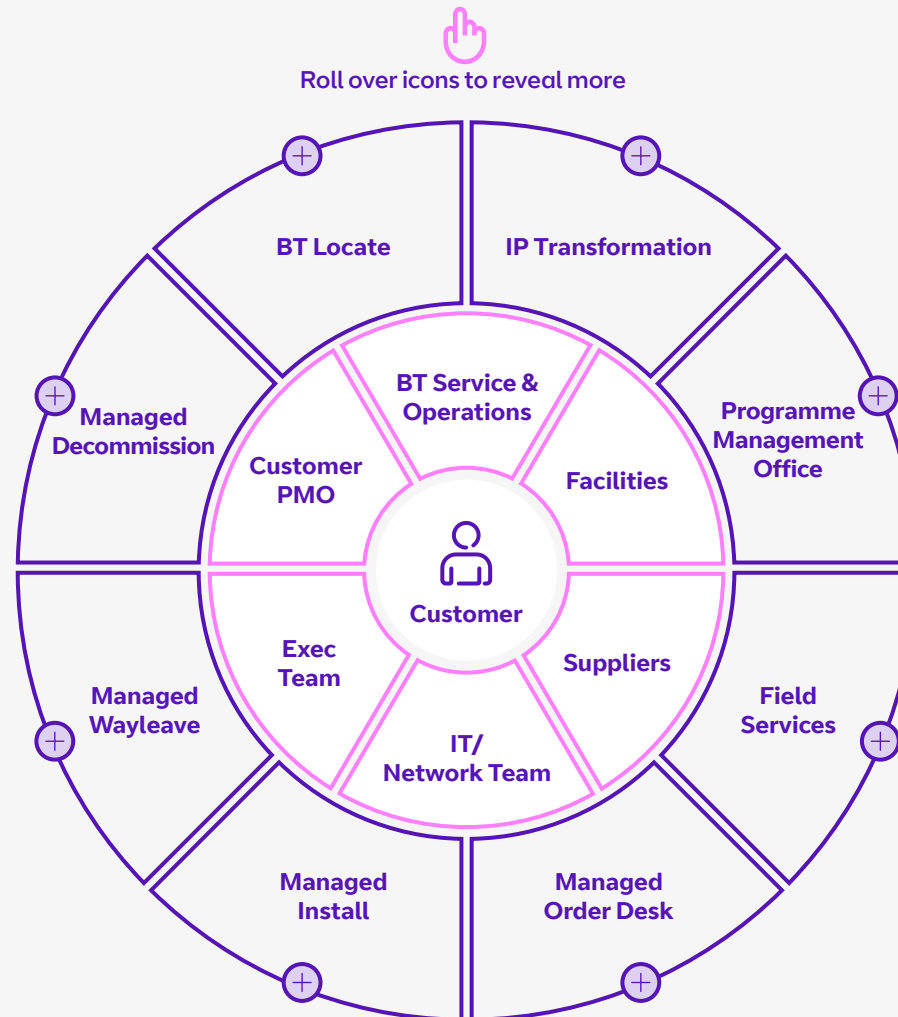 Roll over icons to reveal more
BT Locate
IP Transformation
Managed
Decommission
Programme
Management
Office
BT Service &
Operations
Customer
PMO
Facilities
Customer
Exec
Team
Suppliers
IT/
Network Team
Managed
Wayleave
Field
Services
Managed
Install
Managed
Order Desk